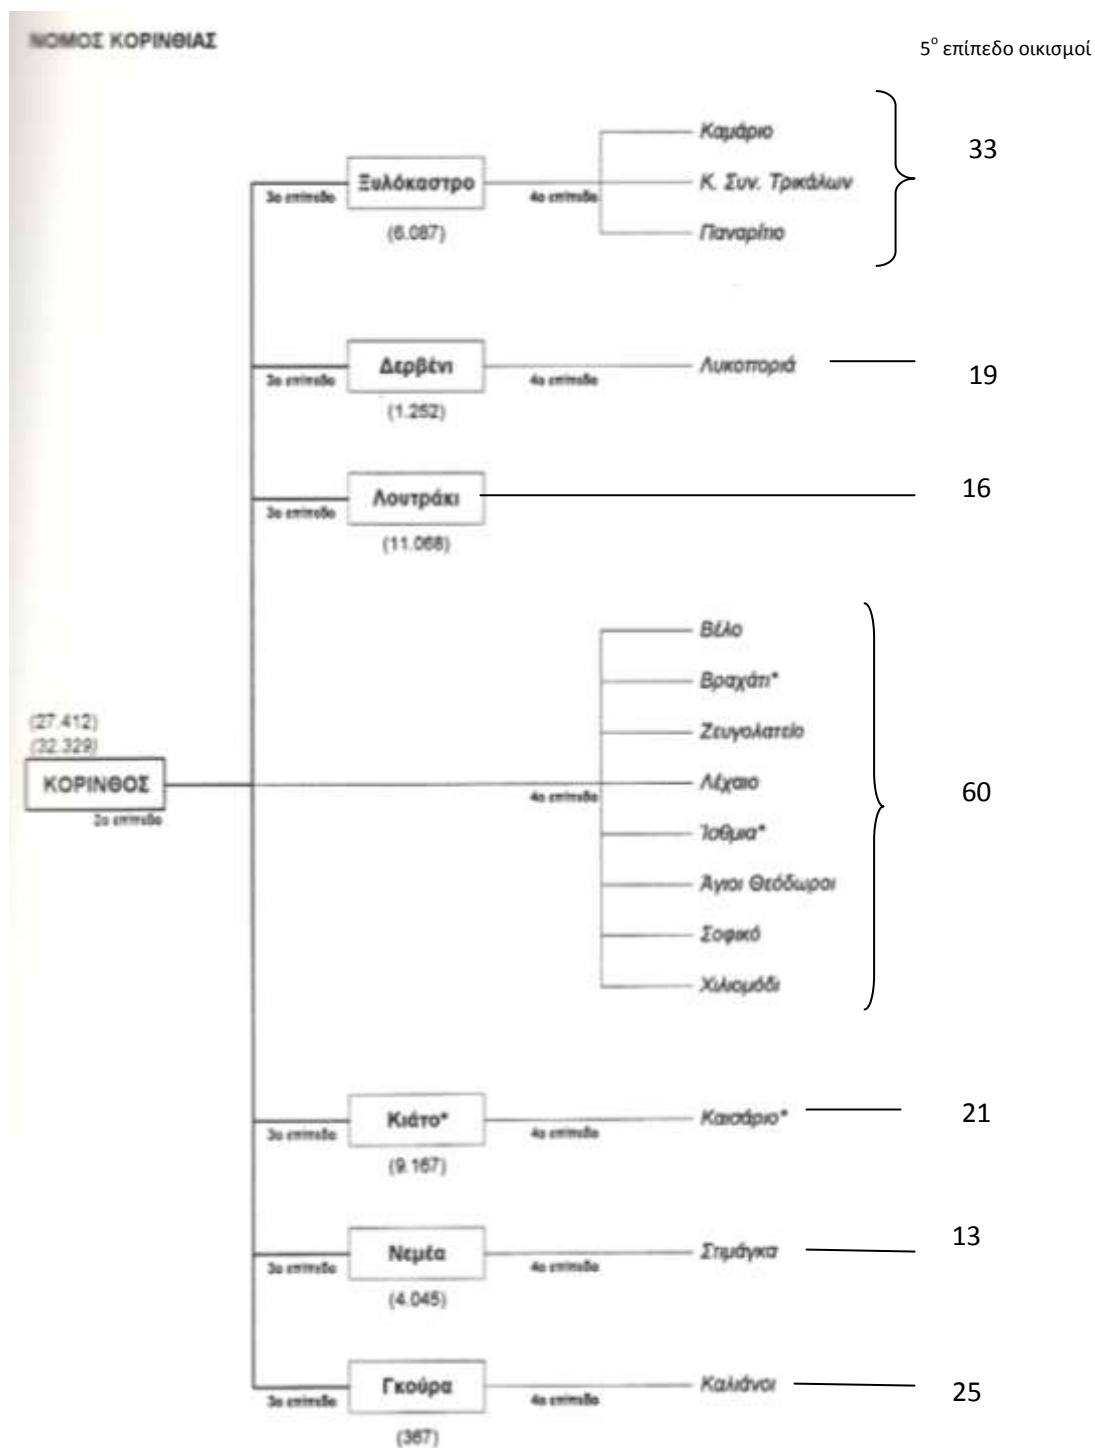 ΝΟΜΟΣ ΚΟΡΙΝΘΙΑΣ
5ο επίπεδο οικισμοί
Καμάριο
33
3ο επίπεδο
Ξυλόκαστρο
4ο επίπεδο
Κ. Συν. Τρικάλων
(6.087)
Παναρίτιο
3ο επίπεδο
Δερβένι
4ο επίπεδο
Λυκοποριά
19
(1.252)
3ο επίπεδο
Λουτράκι
16
(11.068)
Βέλο
Βραχάτι*
(27.412)
(32.329)
Ζευγολατείο
ΚΟΡΙΝΘΟΣ
2ο επίπεδο
4ο επίπεδο
Λέχαιο
60
Ίσθμια*
Άγιοι Θεόδωροι
Σοφικό
Χιλιομόδι
3ο επίπεδο
Κιάτο*
4ο επίπεδο
Καισάριο*
21
(9.167)
3ο επίπεδο
Νεμέα
4ο επίπεδο
Στιμάγκα
13
(4.045)
3ο επίπεδο
Γκούρα
4ο επίπεδο
Καλιάνοι
25
(367)